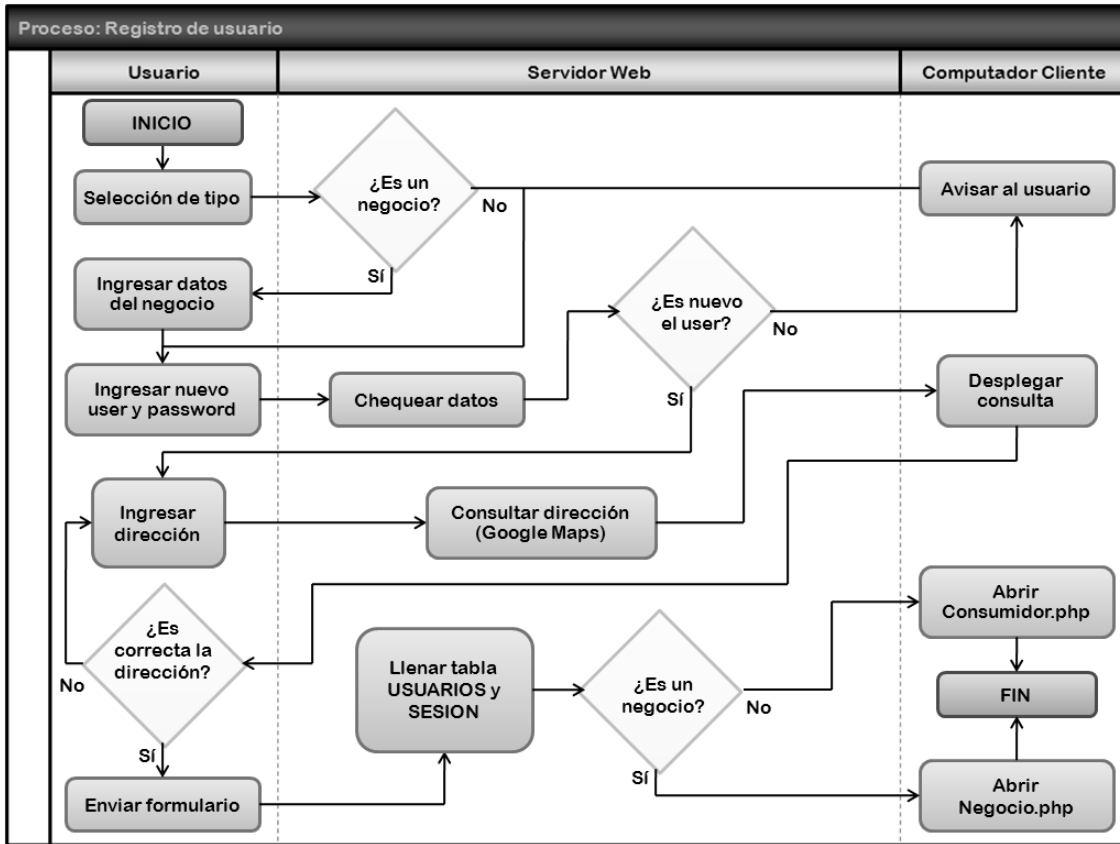 Proceso: Registro de usuario
Usuario
Servidor Web
Computador Cliente
INICIO
Selección de tipo
¿Es un
negocio?
No
Sí
Avisar al usuario
Ingresar datos
del negocio
¿Es nuevo
el user?
No
Sí
Ingresar nuevo
user y password
Chequear datos
Desplegar
consulta
Ingresar
dirección
Consultar dirección
(Google Maps)
¿Es
correcta la
dirección?
No
Sí
Llenar tabla
USUARIOS y
SESION
¿Es un
negocio?
No
Sí
Abrir
Consumidor.php
FIN
Enviar formulario
Abrir
Negocio.php